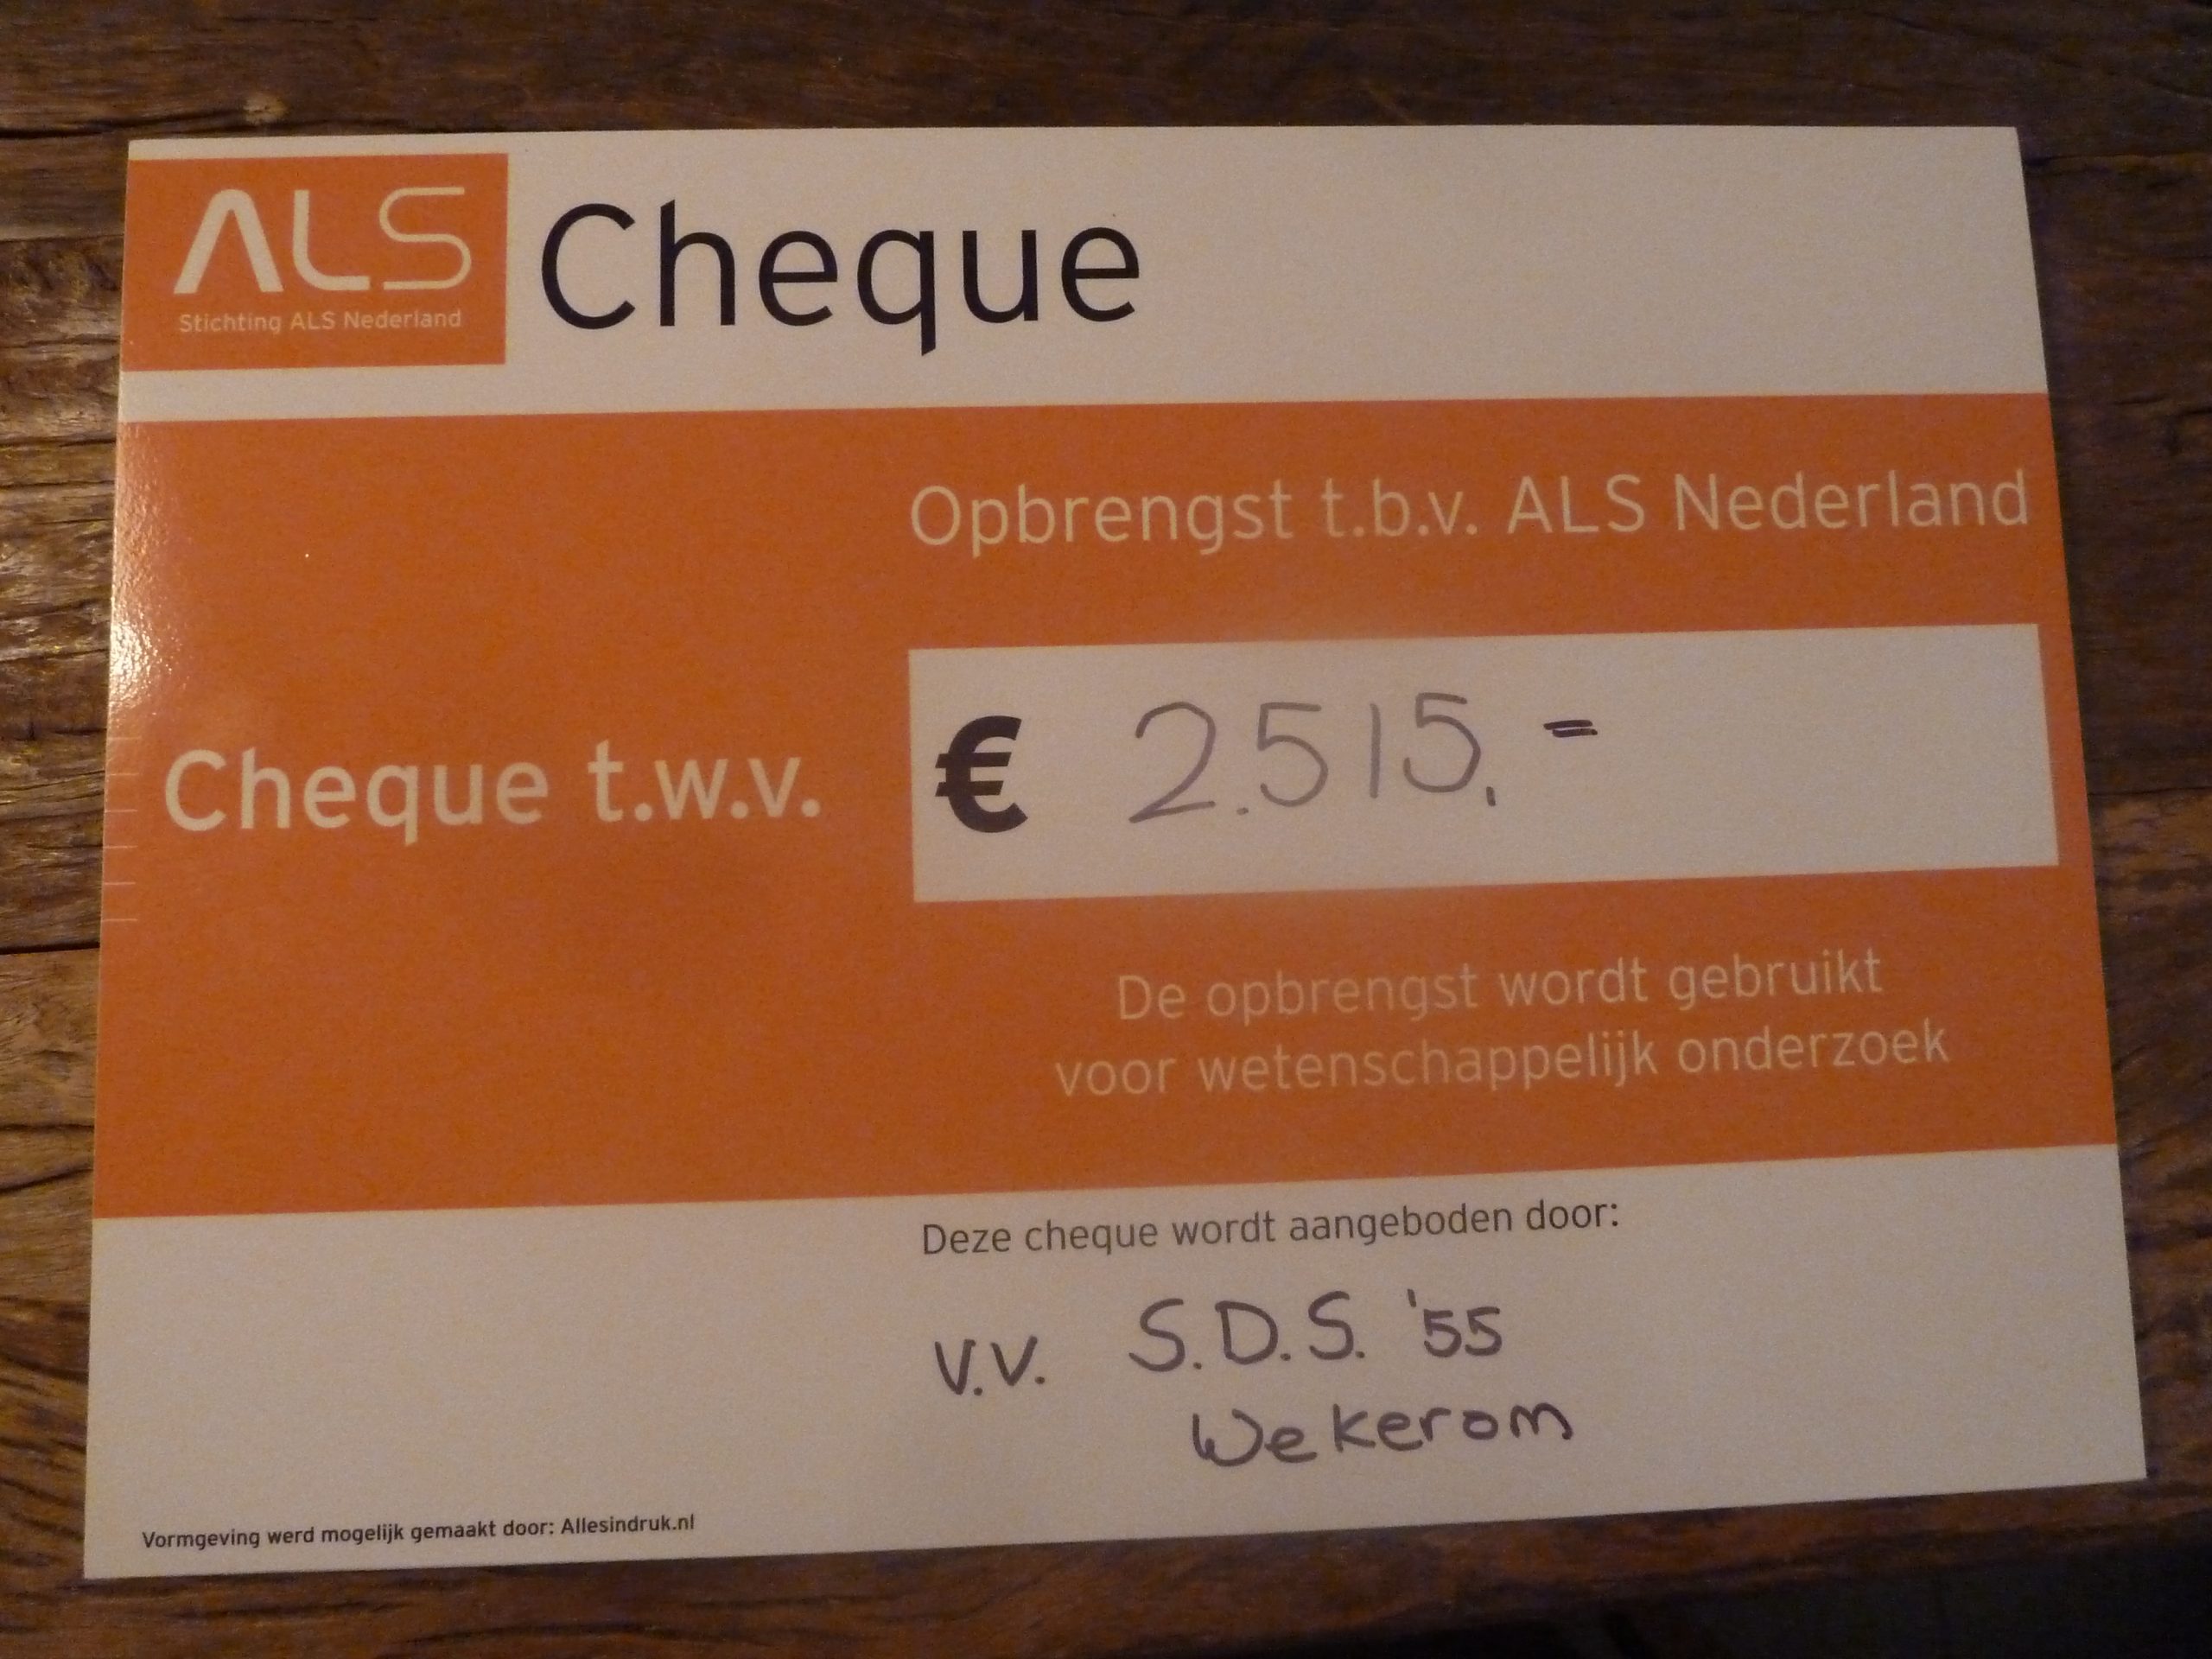 ALS
Stichting ALS Nederland
Cheque
Opbrengst t.b.v. ALS Nederland
Cheque t.w.v.
€ 2.515,=
De opbrengst wordt gebruikt
voor wetenschappelijk onderzoek
Deze cheque wordt aangeboden door:
V.V. S.D.S. '55
Wekerom
Vormgeving werd mogelijk gemaakt door: Allesindruk.nl